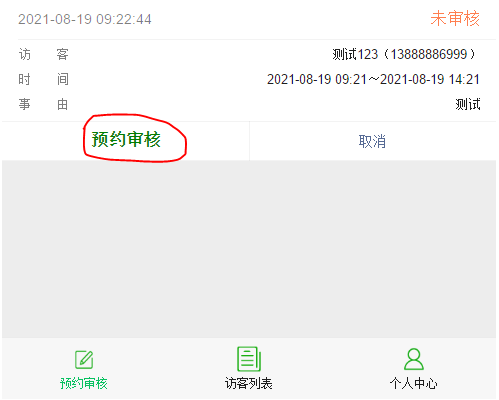 2021-08-19 09:22:44 未审核
访 客 测试123（13888886999）
时 间 2021-08-19 09:21~2021-08-19 14:21
事 由 测试
预约审核 取消
预约审核 访客列表 个人中心